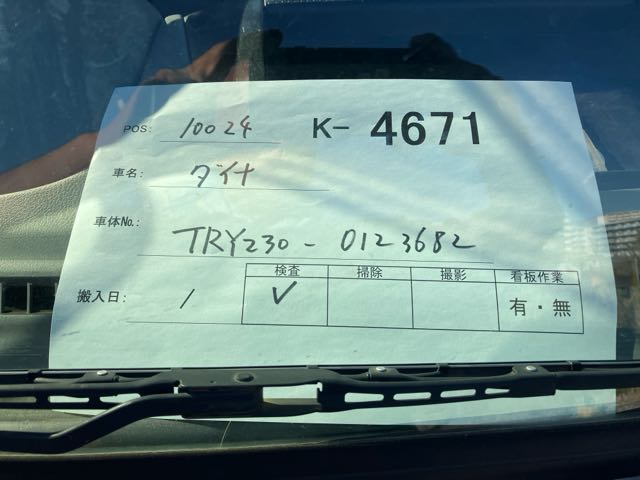 POS: 10024 K- 4671
車名: ダイナ
車体No.: TRY230-0123682
検査 掃除 撮影 看板作業
搬入日: / ✓ 有・無